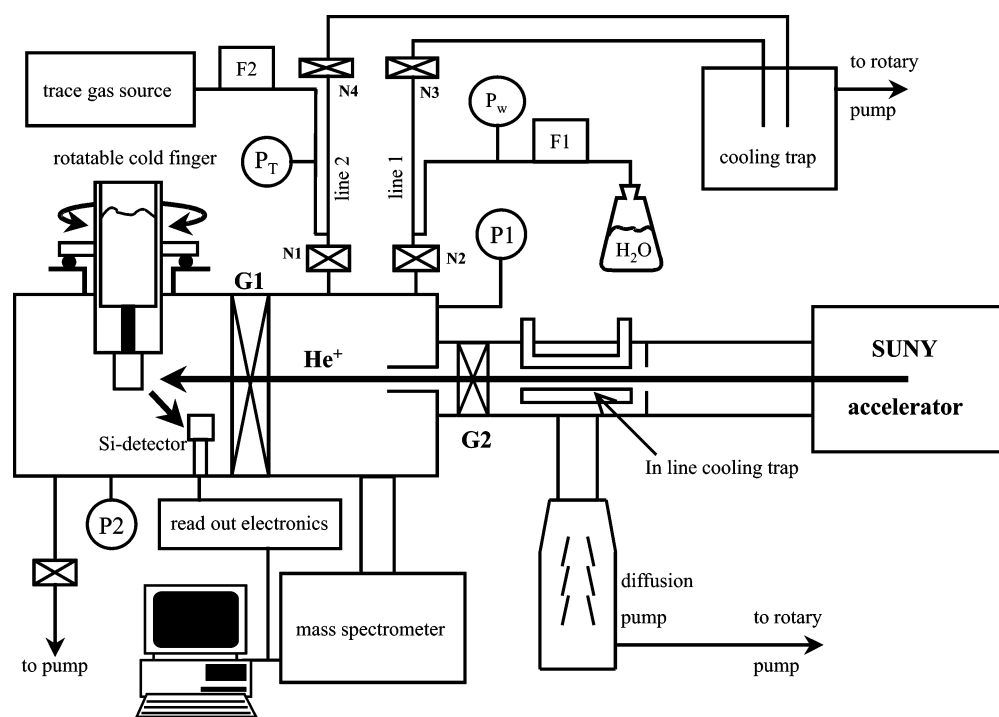 trace gas source
F2
N4
N3
to rotary
pump
cooling trap
Pw
F1
rotatable cold finger
PT
line 2
line 1
H2O
P1
N1
N2
G1
He+
SUNY
accelerator
G2
Si-detector
In line cooling trap
P2
read out electronics
diffusion
pump
mass spectrometer
to rotary
pump
to pump